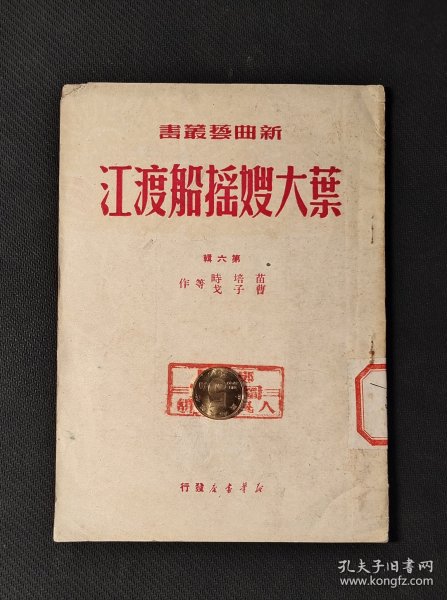 新曲藝叢書
葉大嫂搖船渡江
第六輯
苗培時
曹子戈
等作
新華書店發行
孔夫子旧书网
www.kongfz.com